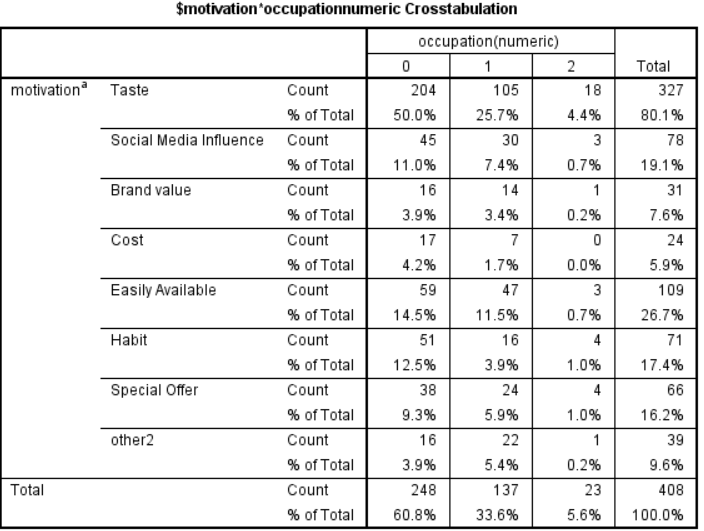 $motivation*occupationnumeric Crosstabulation
occupation(numeric)
0 1 2 Total
motivationa Taste Count 204 105 18 327
% of Total 50.0% 25.7% 4.4% 80.1%
Social Media Influence Count 45 30 3 78
% of Total 11.0% 7.4% 0.7% 19.1%
Brand value Count 16 14 1 31
% of Total 3.9% 3.4% 0.2% 7.6%
Cost Count 17 7 0 24
% of Total 4.2% 1.7% 0.0% 5.9%
Easily Available Count 59 47 3 109
% of Total 14.5% 11.5% 0.7% 26.7%
Habit Count 51 16 4 71
% of Total 12.5% 3.9% 1.0% 17.4%
Special Offer Count 38 24 4 66
% of Total 9.3% 5.9% 1.0% 16.2%
other2 Count 16 22 1 39
% of Total 3.9% 5.4% 0.2% 9.6%
Total Count 248 137 23 408
% of Total 60.8% 33.6% 5.6% 100.0%